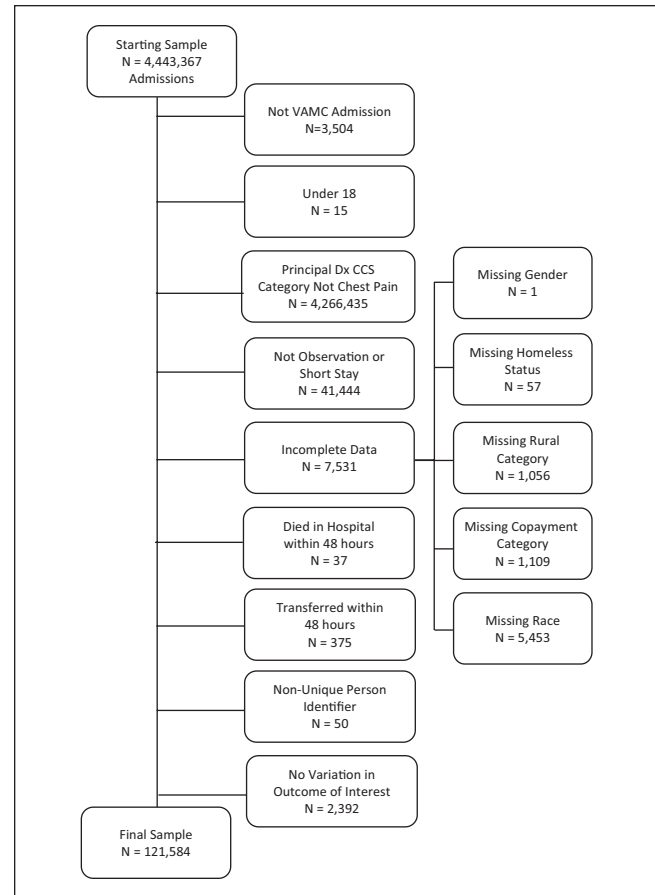 Starting Sample
N = 4,443,367
Admissions
Not VAMC Admission
N=3,504
Under 18
N = 15
Principal Dx CCS
Category Not Chest Pain
N = 4,266,435
Not Observation or
Short Stay
N = 41,444
Incomplete Data
N = 7,531
Missing Gender
N = 1
Missing Homeless
Status
N = 57
Missing Rural
Category
N = 1,056
Missing Copayment
Category
N = 1,109
Missing Race
N = 5,453
Died in Hospital
within 48 hours
N = 37
Transferred within
48 hours
N = 375
Non-Unique Person
Identifier
N = 50
No Variation in
Outcome of Interest
N = 2,392
Final Sample
N = 121,584